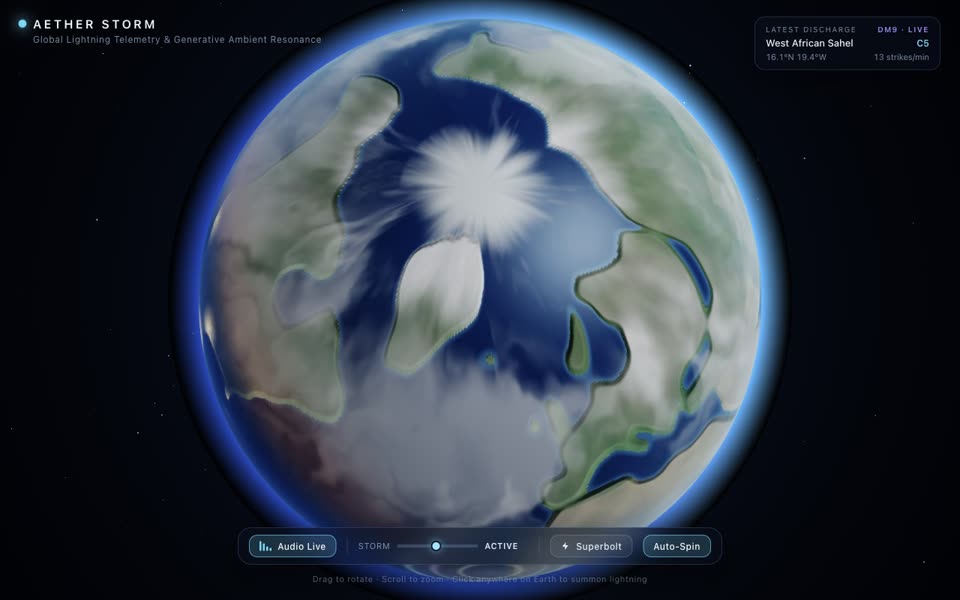 AETHER STORM
Global Lightning Telemetry & Generative Ambient Resonance
LATEST DISCHARGE DM9 · LIVE
West African Sahel C5
16.1°N 19.4°W 13 strikes/min
Audio Live STORM ACTIVE Superbolt Auto-Spin
Drag to rotate · Scroll to zoom · Click anywhere on Earth to summon lightning